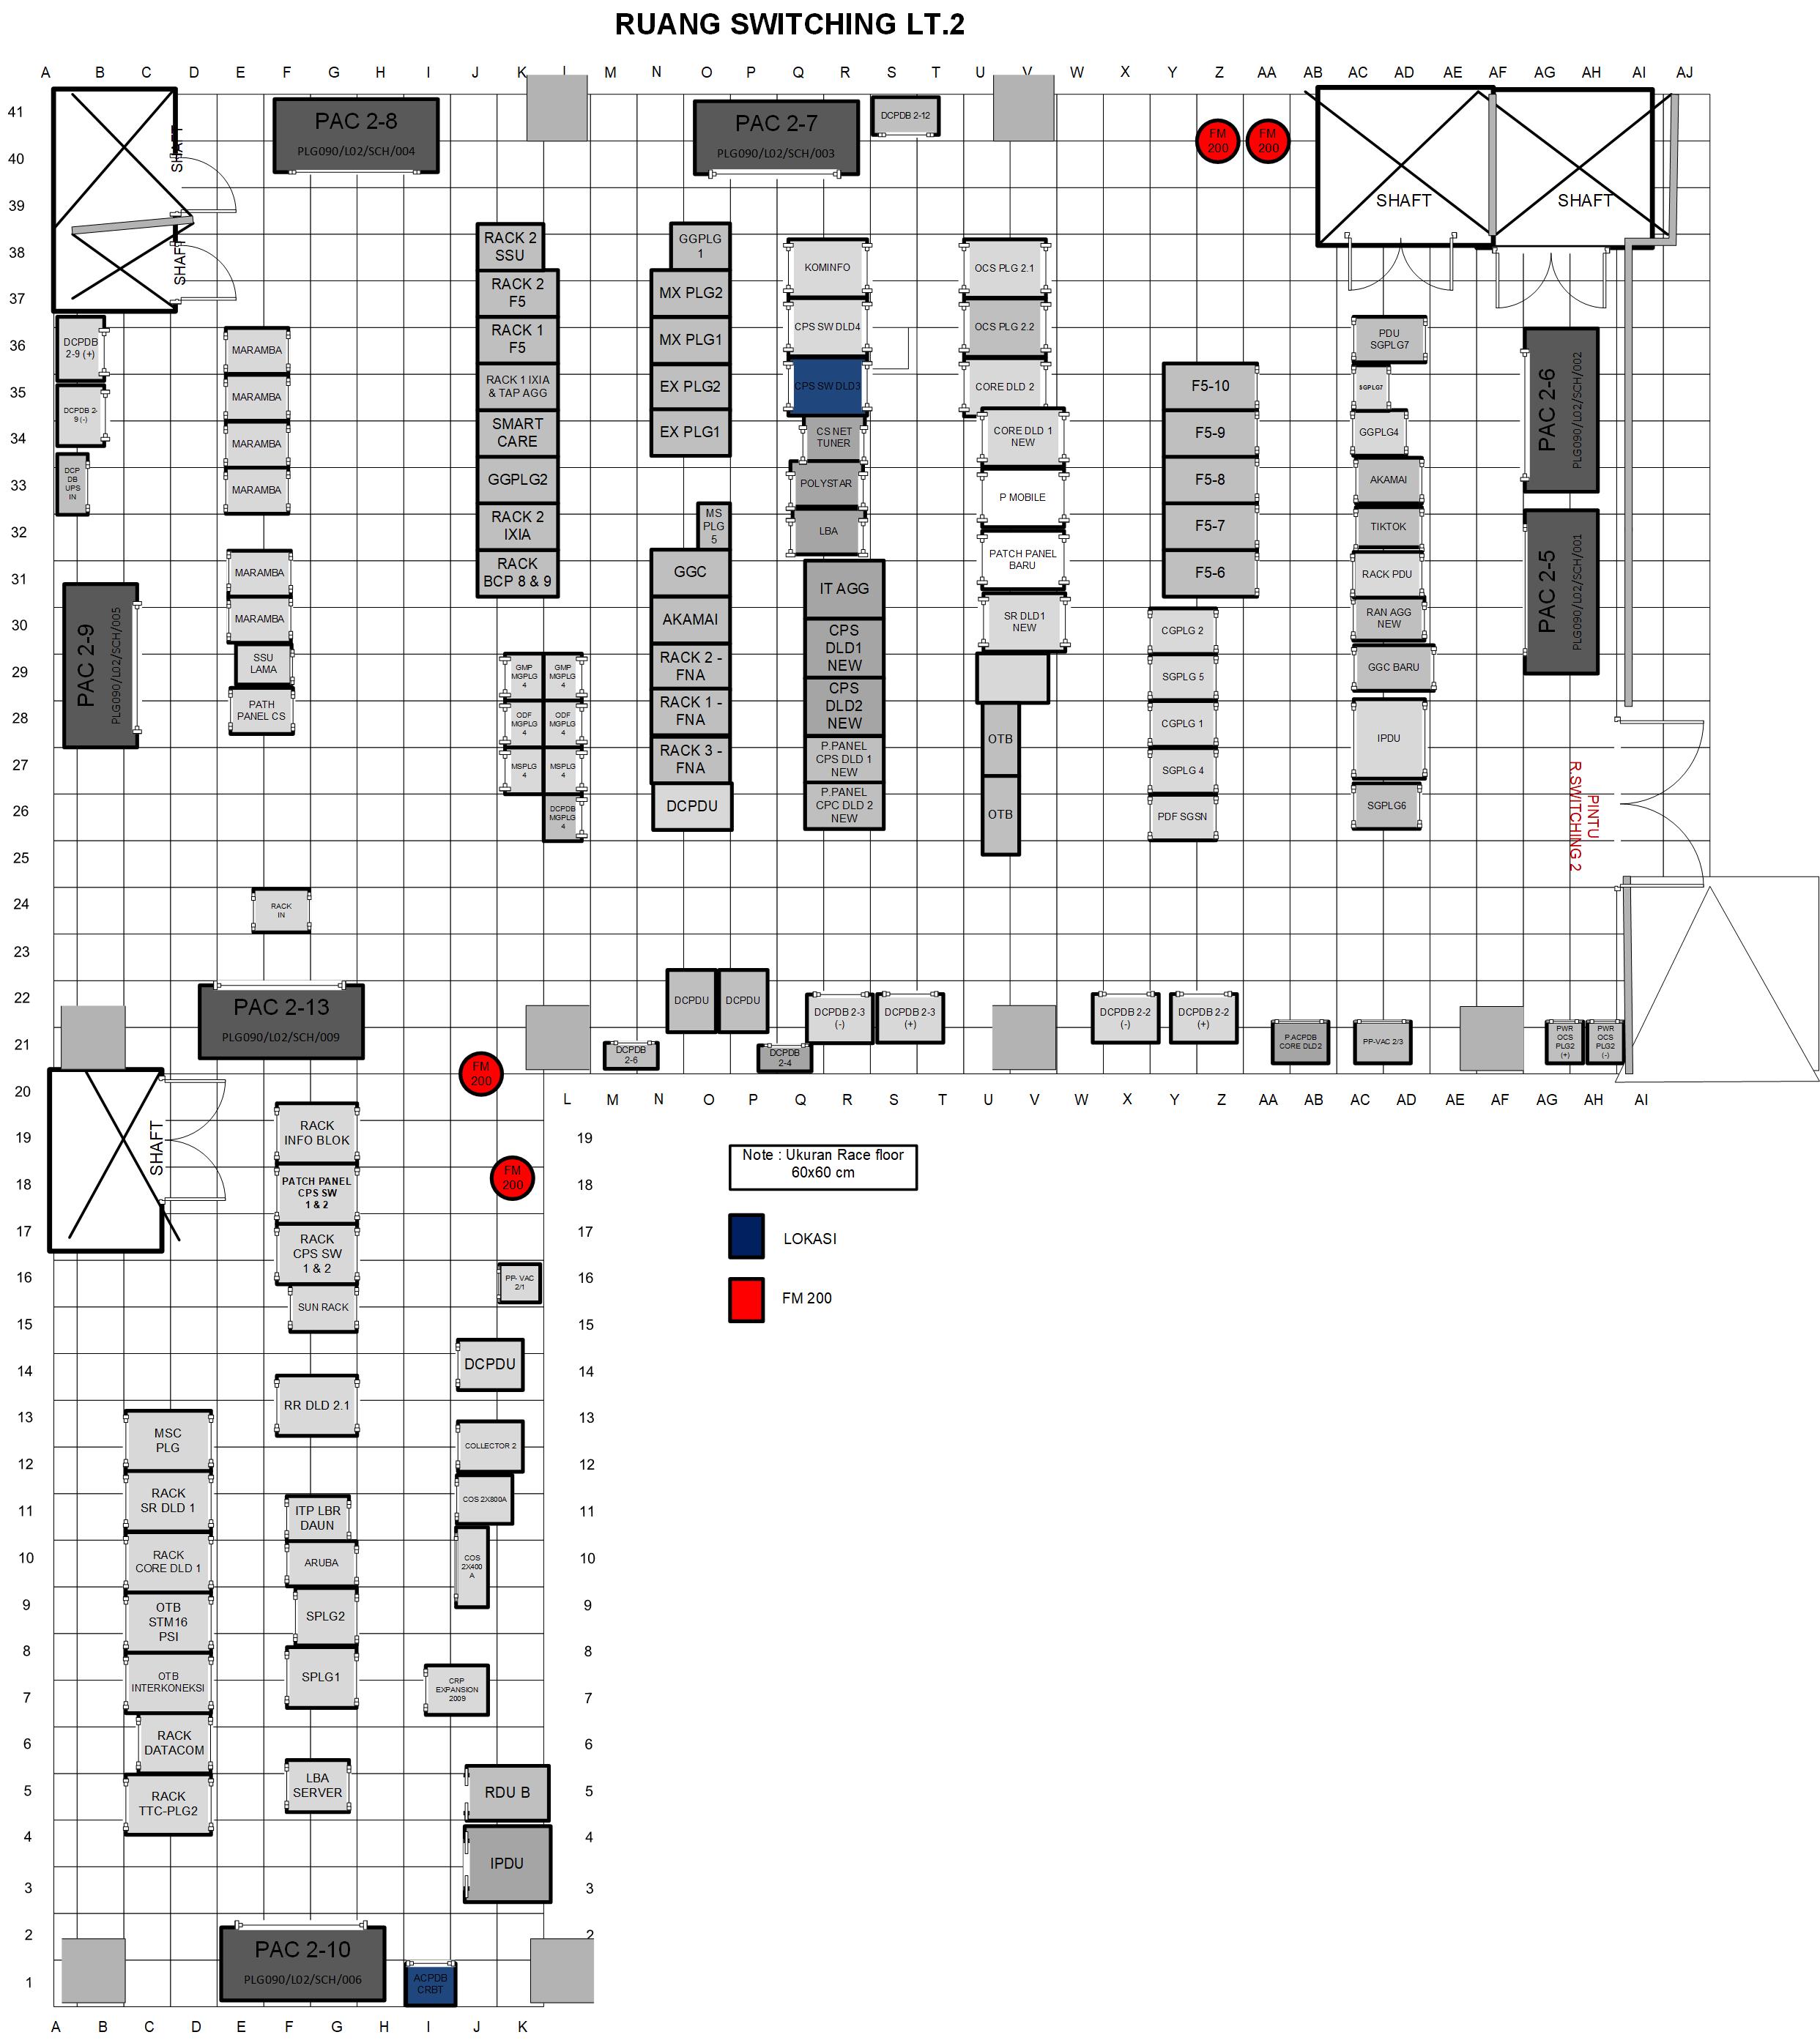 RUANG SWITCHING LT.2
A B C D E F G H I J K L M N O P Q R S T U V W X Y Z AA AB AC AD AE AF AG AH AI AJ
41
40
39
38
37
36
35
34
33
32
31
30
29
28
27
26
25
24
23
22
21
20
19
18
17
16
15
14
13
12
11
10
9
8
7
6
5
4
3
2
1
SHAFT
SHAFT
PAC 2-8
PLG090/L02/SCH/004
PAC 2-7
PLG090/L02/SCH/003
DCPDB 2-12
FM
200
FM
200
SHAFT
SHAFT
DCPDB
2-9 (+)
DCPDB 2-
9 (-)
DCP
DB
UPS
IN
PAC 2-9
PLG090/L02/SCH/005
MARAMBA
MARAMBA
MARAMBA
MARAMBA
MARAMBA
MARAMBA
SSU
LAMA
PATH
PANEL CS
RACK
IN
RACK 2
SSU
RACK 2
F5
RACK 1
F5
RACK 1 IXIA
& TAP AGG
SMART
CARE
GGPLG2
RACK 2
IXIA
RACK
BCP 8 & 9
GMP
MGPLG
4
GMP
MGPLG
4
ODF
MGPLG
4
ODF
MGPLG
4
MSPLG
4
MSPLG
4
DCPDB
MGPLG
4
GGPLG
1
MX PLG2
MX PLG1
EX PLG2
EX PLG1
MS
PLG
5
GGC
AKAMAI
RACK 2 -
FNA
RACK 1 -
FNA
RACK 3 -
FNA
DCPDU
KOMINFO
CPS SW DLD4
CPS SW DLD3
CS NET
TUNER
POLYSTAR
LBA
IT AGG
CPS
DLD1
NEW
CPS
DLD2
NEW
P.PANEL
CPS DLD 1
NEW
P.PANEL
CPC DLD 2
NEW
OCS PLG 2.1
OCS PLG 2.2
CORE DLD 2
CORE DLD 1
NEW
P MOBILE
PATCH PANEL
BARU
SR DLD1
NEW
OTB
OTB
F5-10
F5-9
F5-8
F5-7
F5-6
CGPLG 2
SGPLG 5
CGPLG 1
SGPLG 4
PDF SGSN
PDU
SGPLG7
SGPLG7
GGPLG4
AKAMAI
TIKTOK
RACK PDU
RAN AGG
NEW
GGC BARU
IPDU
SGPLG6
PAC 2-6
PLG090/L02/SCH/002
PAC 2-5
PLG090/L02/SCH/001
PINTU
R.SWITCHING 2
PAC 2-13
PLG090/L02/SCH/009
DCPDB
2-6
DCPDU
DCPDU
DCPDB
2-4
DCPDB 2-3
(-)
DCPDB 2-3
(+)
DCPDB 2-2
(-)
DCPDB 2-2
(+)
P.ACPDB
CORE DLD2
PP-VAC 2/3
PWR
OCS
PLG2
(+)
PWR
OCS
PLG2
(-)
L M N O P Q R S T U V W X Y Z AA AB AC AD AE AF AG AH AI
FM
200
FM
200
SHAFT
RACK
INFO BLOK
PATCH PANEL
CPS SW
1 & 2
RACK
CPS SW
1 & 2
SUN RACK
PP- VAC
2/1
RR DLD 2.1
DCPDU
MSC
PLG
RACK
SR DLD 1
RACK
CORE DLD 1
OTB
STM16
PSI
OTB
INTERKONEKSI
RACK
DATACOM
RACK
TTC-PLG2
ITP LBR
DAUN
ARUBA
SPLG2
SPLG1
LBA
SERVER
COLLECTOR 2
COS 2X800A
COS
2X400
A
CRP
EXPANSION
2009
RDU B
IPDU
PAC 2-10
PLG090/L02/SCH/006
ACPDB
CRBT
19
18
17
16
15
14
13
12
11
10
9
8
7
6
5
4
3
2
A B C D E F G H I J K
Note : Ukuran Race floor
60x60 cm
LOKASI
FM 200